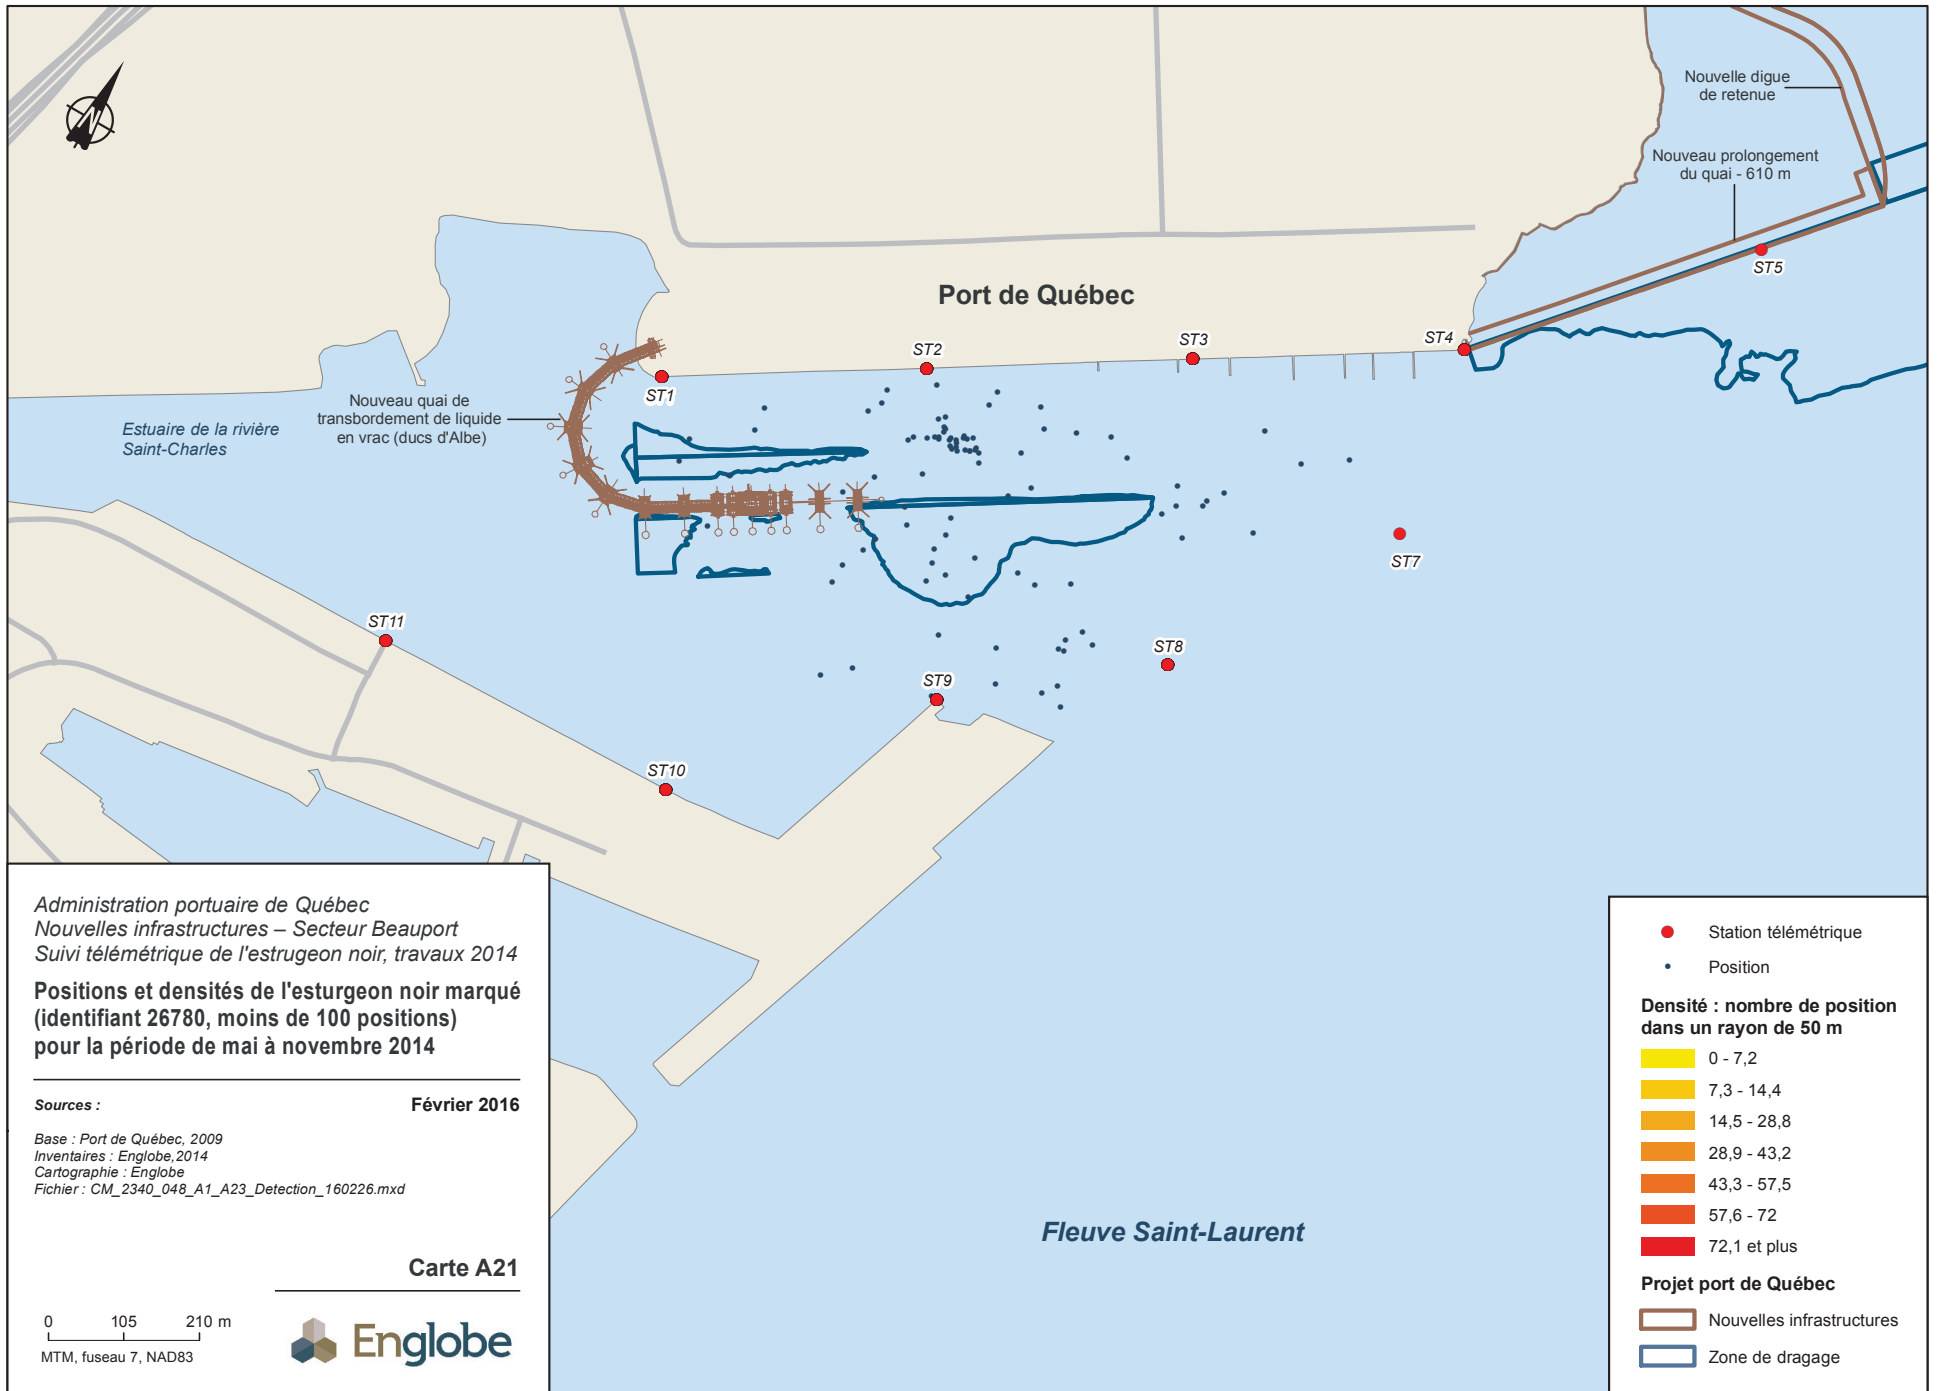 Nouvelle digue
de retenue
Nouveau prolongement
du quai - 610 m
N
Port de Québec
ST5
ST4
ST3
ST2
ST1
Nouveau quai de
transbordement de liquide
en vrac (ducs d'Albe)
Estuaire de la rivière
Saint-Charles
ST7
ST11
ST8
ST9
ST10
Fleuve Saint-Laurent
Administration portuaire de Québec
Nouvelles infrastructures – Secteur Beauport
Suivi télémétrique de l'estrugeon noir, travaux 2014
Positions et densités de l'esturgeon noir marqué
(identifiant 26780, moins de 100 positions)
pour la période de mai à novembre 2014
Sources : Février 2016
Base : Port de Québec, 2009
Inventaires : Englobe,2014
Cartographie : Englobe
Fichier : CM_2340_048_A1_A23_Detection_160226.mxd
Carte A21
0 105 210 m
MTM, fuseau 7, NAD83
Englobe
Station télémétrique
Position
Densité : nombre de position
dans un rayon de 50 m
0 - 7,2
7,3 - 14,4
14,5 - 28,8
28,9 - 43,2
43,3 - 57,5
57,6 - 72
72,1 et plus
Projet port de Québec
Nouvelles infrastructures
Zone de dragage